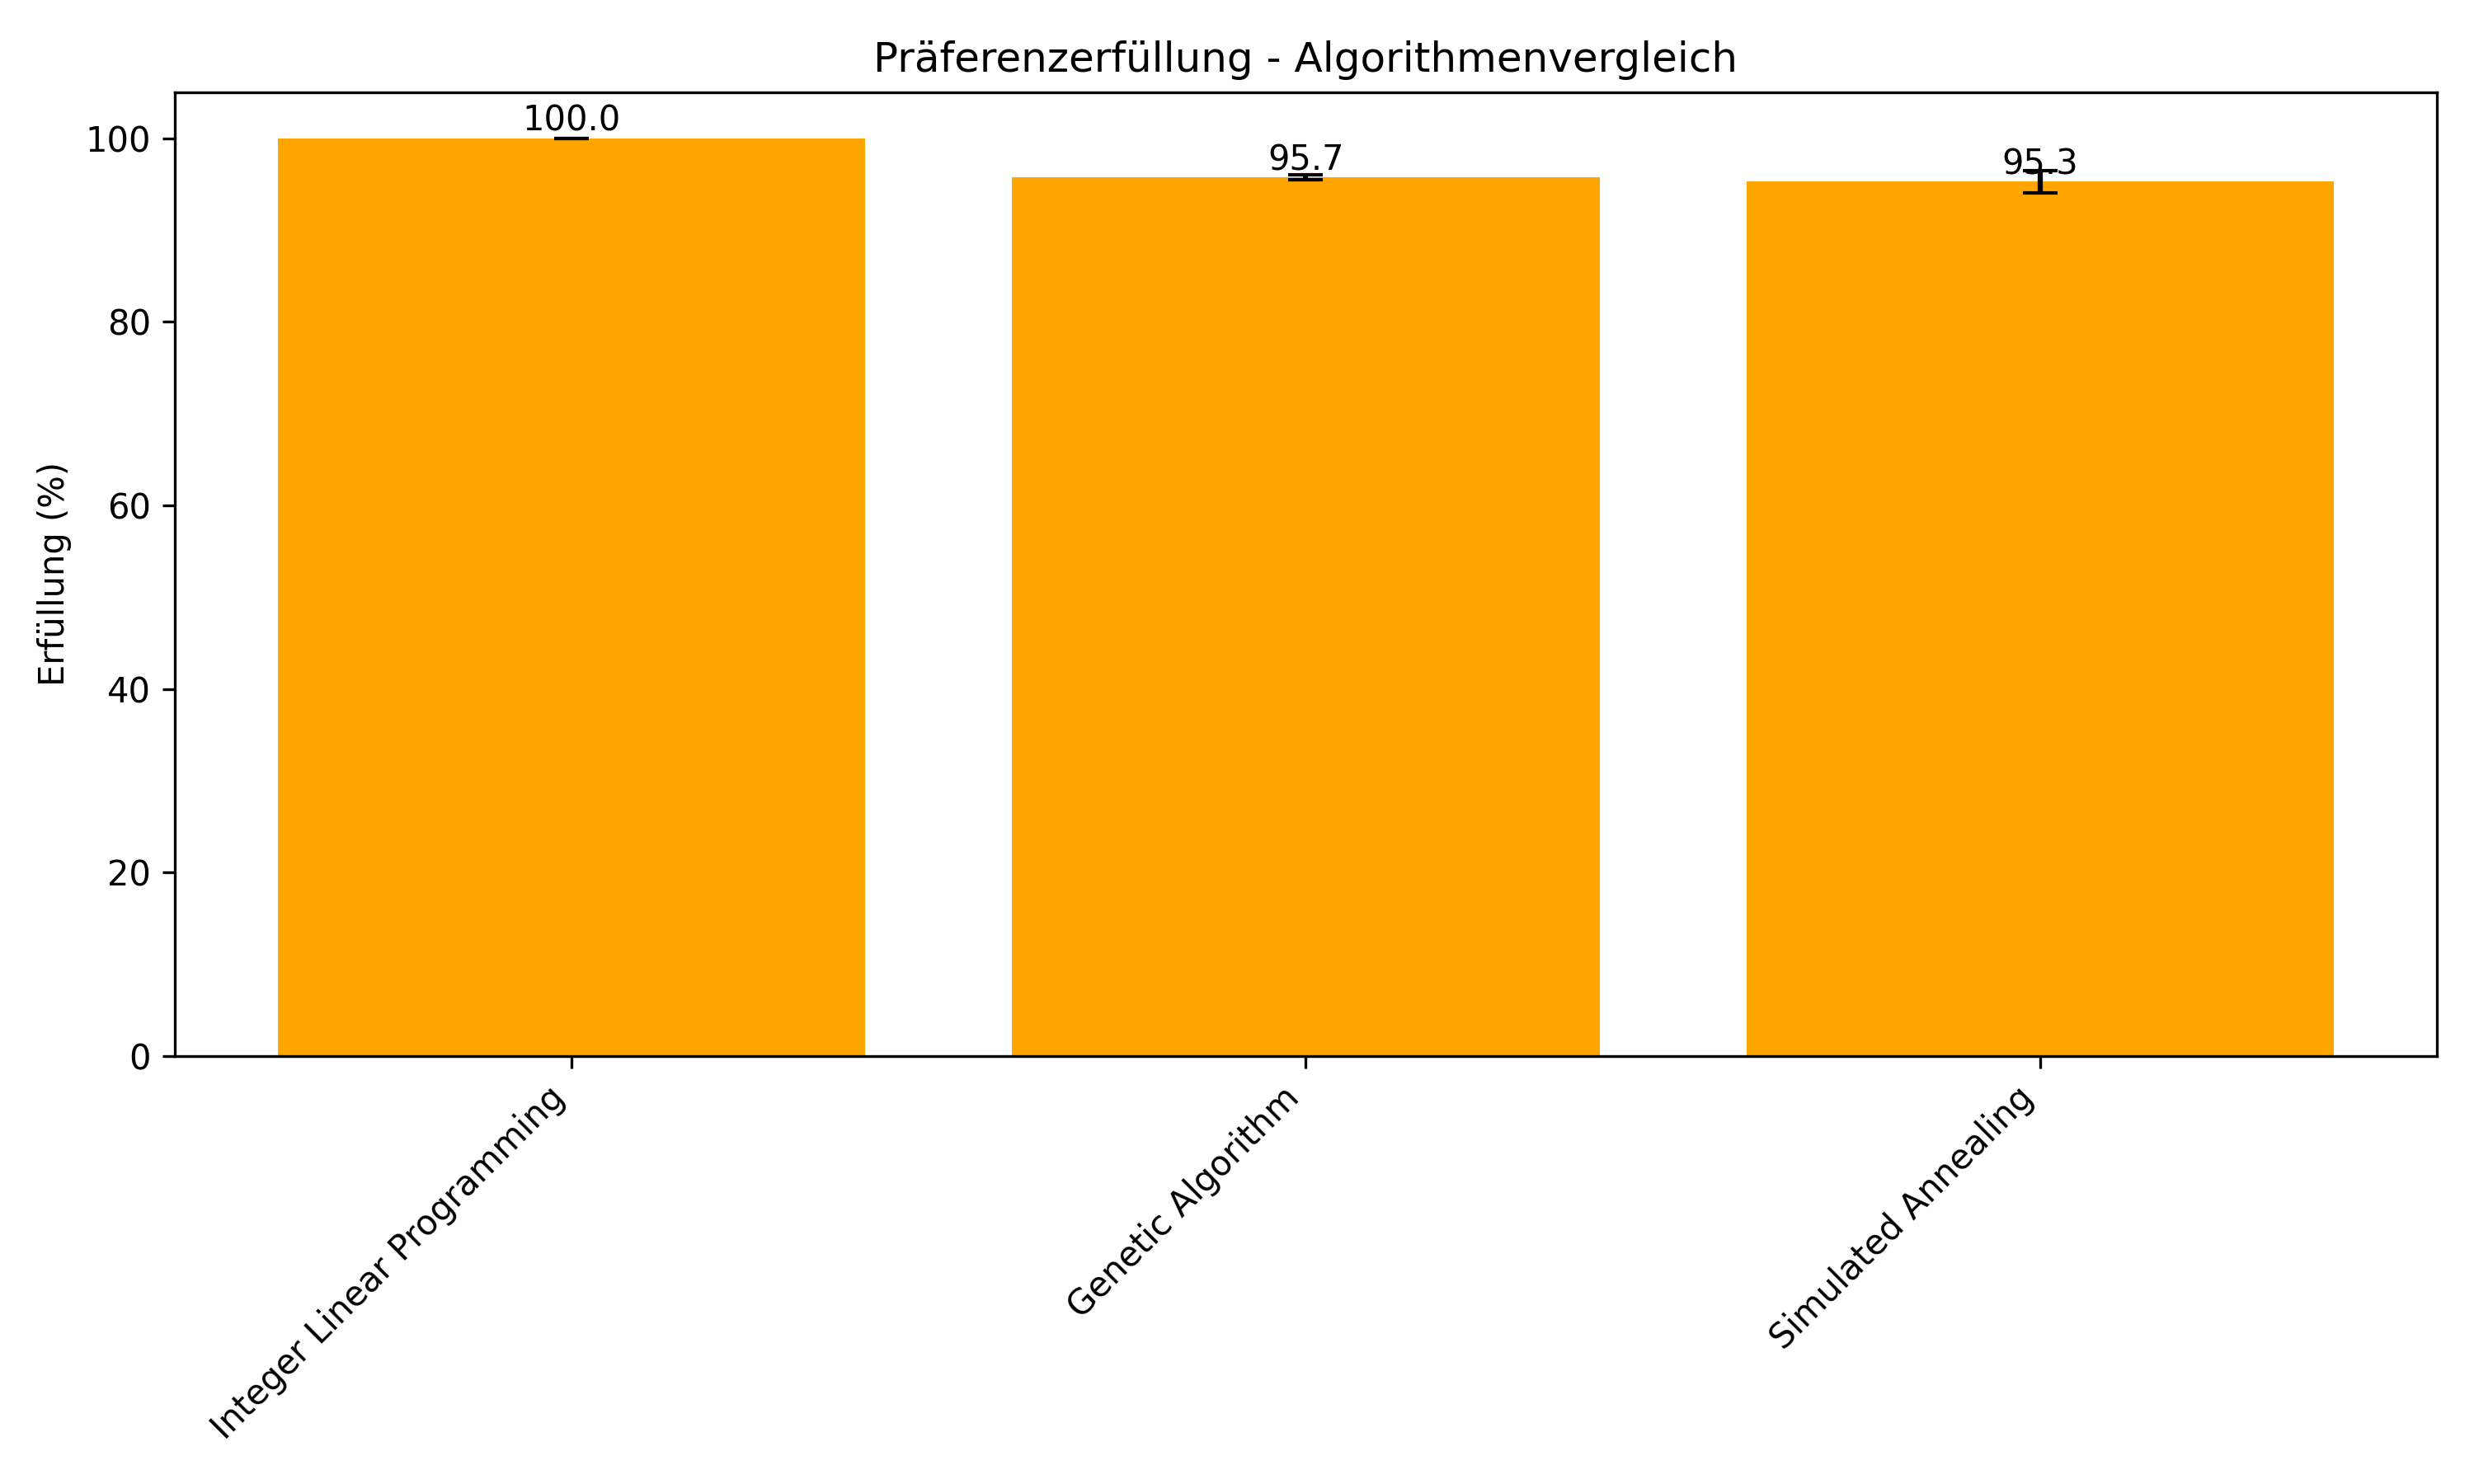 Präferenzerfüllung - Algorithmenvergleich
Erfüllung (%)
100
80
60
40
20
0
100.0
95.7
95.3
Integer Linear Programming
Genetic Algorithm
Simulated Annealing